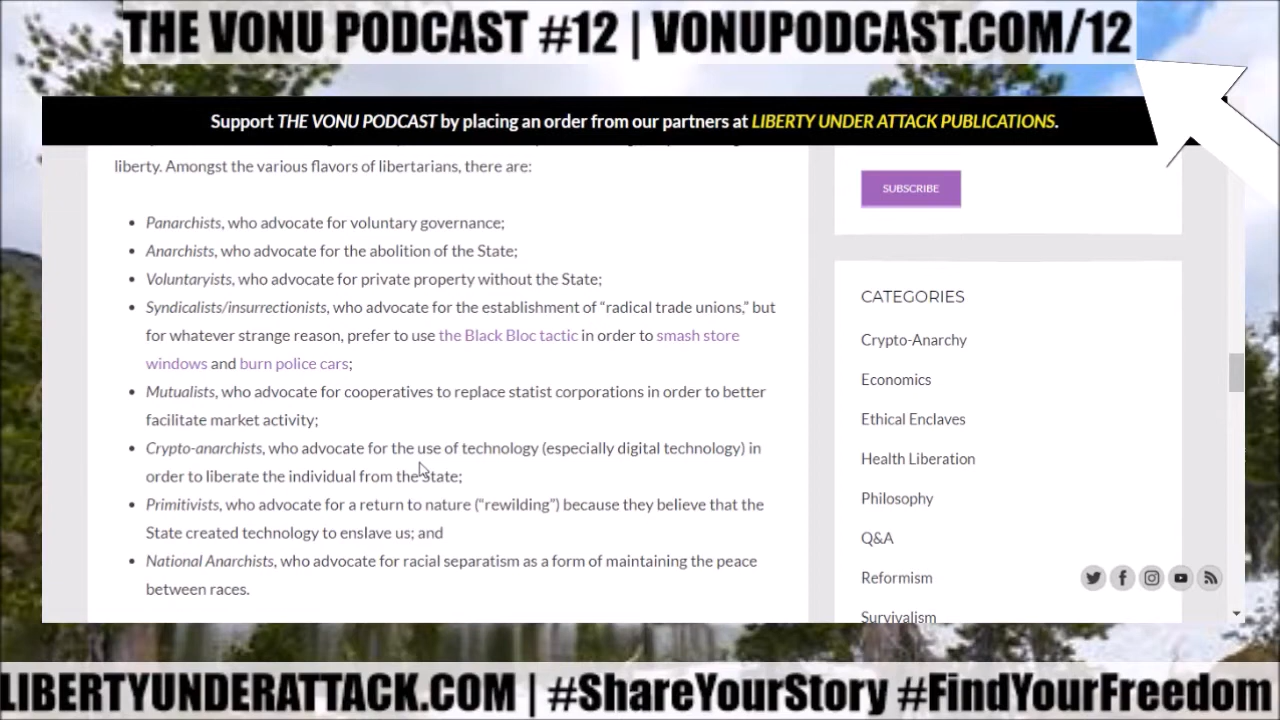 THE VONU PODCAST #12 | VONUPODCAST.COM/12
Support THE VONU PODCAST by placing an order from our partners at LIBERTY UNDER ATTACK PUBLICATIONS.
liberty. Amongst the various flavors of libertarians, there are:
• Panarchists, who advocate for voluntary governance;
• Anarchists, who advocate for the abolition of the State;
• Voluntaryists, who advocate for private property without the State;
• Syndicalists/insurrectionists, who advocate for the establishment of “radical trade unions,” but
for whatever strange reason, prefer to use the Black Bloc tactic in order to smash store
windows and burn police cars;
• Mutualists, who advocate for cooperatives to replace statist corporations in order to better
facilitate market activity;
• Crypto-anarchists, who advocate for the use of technology (especially digital technology) in
order to liberate the individual from the State;
• Primitivists, who advocate for a return to nature (“rewilding”) because they believe that the
State created technology to enslave us; and
• National Anarchists, who advocate for racial separatism as a form of maintaining the peace
between races.
SUBSCRIBE
CATEGORIES
Crypto-Anarchy
Economics
Ethical Enclaves
Health Liberation
Philosophy
Q&A
Reformism
Survivalism
LIBERTYUNDERATTACK.COM | #ShareYourStory #FindYourFreedom